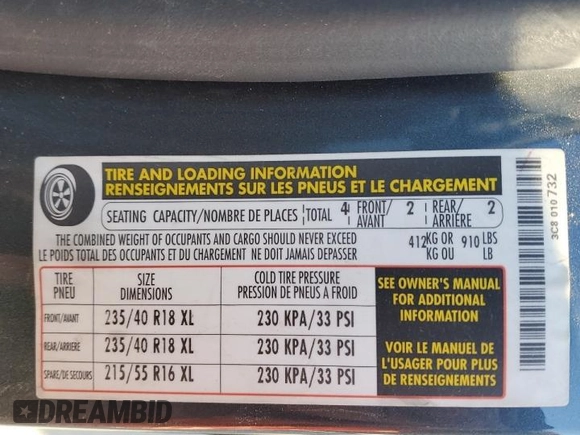 TIRE AND LOADING INFORMATION
RENSEIGNEMENTS SUR LES PNEUS ET LE CHARGEMENT
SEATING CAPACITY/NOMBRE DE PLACES TOTAL 4 FRONT/AVANT 2 REAR/ARRIÈRE 2
THE COMBINED WEIGHT OF OCCUPANTS AND CARGO SHOULD NEVER EXCEED 412 KG OR 910 LBS
LE POIDS TOTAL DES OCCUPANTS ET DU CHARGEMENT NE DOIT JAMAIS DEPASSER KG OU LB
TIRE SIZE COLD TIRE PRESSURE
PNEU DIMENSIONS PRESSION DE PNEUS A FROID
FRONT/AVANT 235/40 R18 XL 230 KPA/33 PSI
REAR/ARRIERE 235/40 R18 XL 230 KPA/33 PSI
SPARE/DE SECOURS 215/55 R16 XL 230 KPA/33 PSI
SEE OWNER'S MANUAL
FOR ADDITIONAL
INFORMATION
VOIR LE MANUEL DE
L'USAGER POUR PLUS
DE RENSEIGNEMENTS
3C8 010 732
DREAMBID